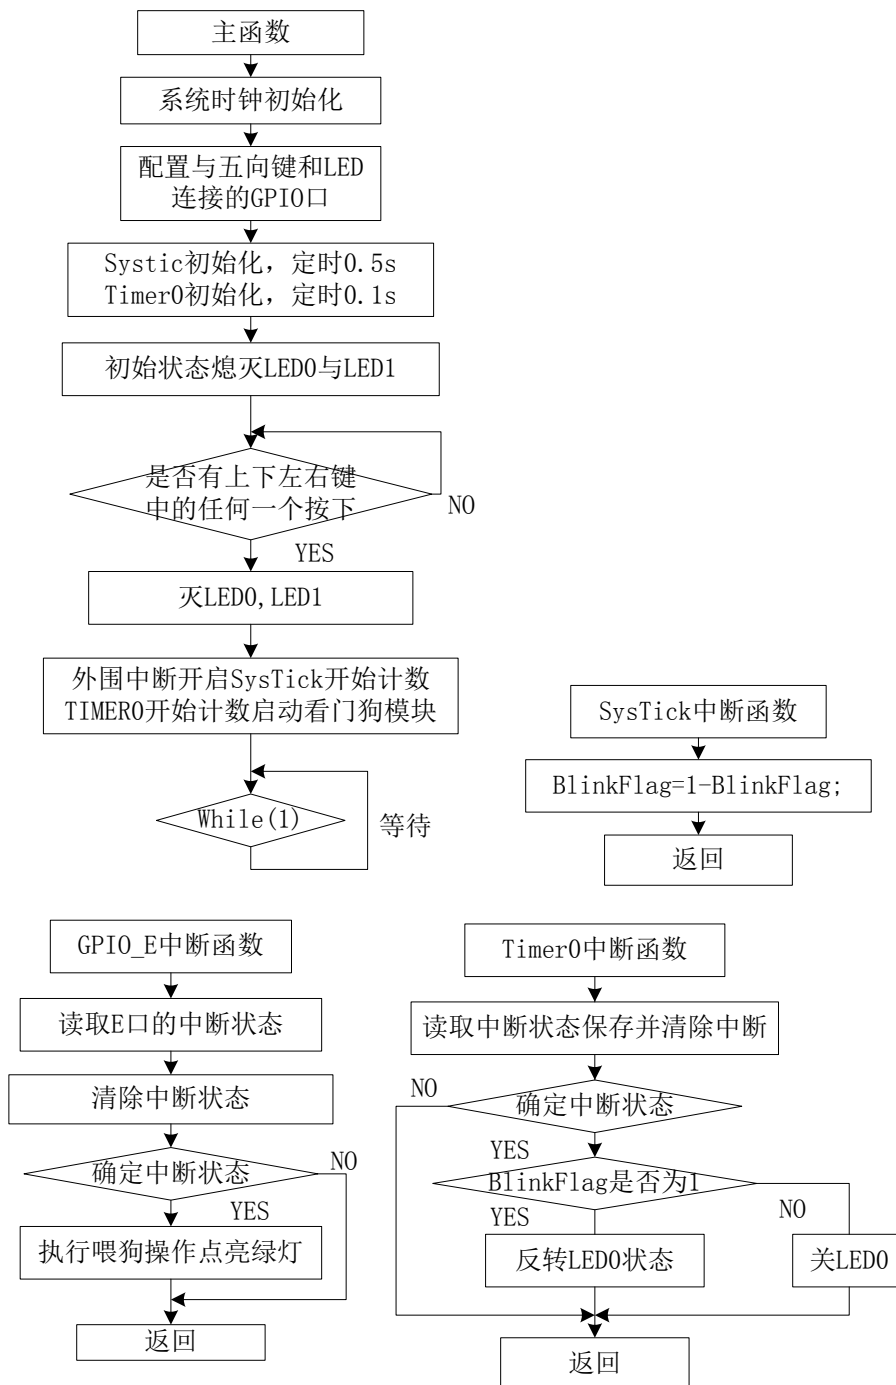 主函数
系统时钟初始化
配置与五向键和LED
连接的GPIO口
Systic初始化，定时0.5s
Timer0初始化，定时0.1s
初始状态熄灭LED0与LED1
是否有上下左右键
中的任何一个按下
NO
YES
灭LED0,LED1
外围中断开启SysTick开始计数
TIMER0开始计数启动看门狗模块
While(1)
等待
SysTick中断函数
BlinkFlag=1-BlinkFlag;
返回
GPIO_E中断函数
读取E口的中断状态
清除中断状态
确定中断状态
NO
YES
执行喂狗操作点亮绿灯
返回
Timer0中断函数
读取中断状态保存并清除中断
NO
确定中断状态
YES
BlinkFlag是否为1
YES
NO
反转LED0状态
关LED0
返回